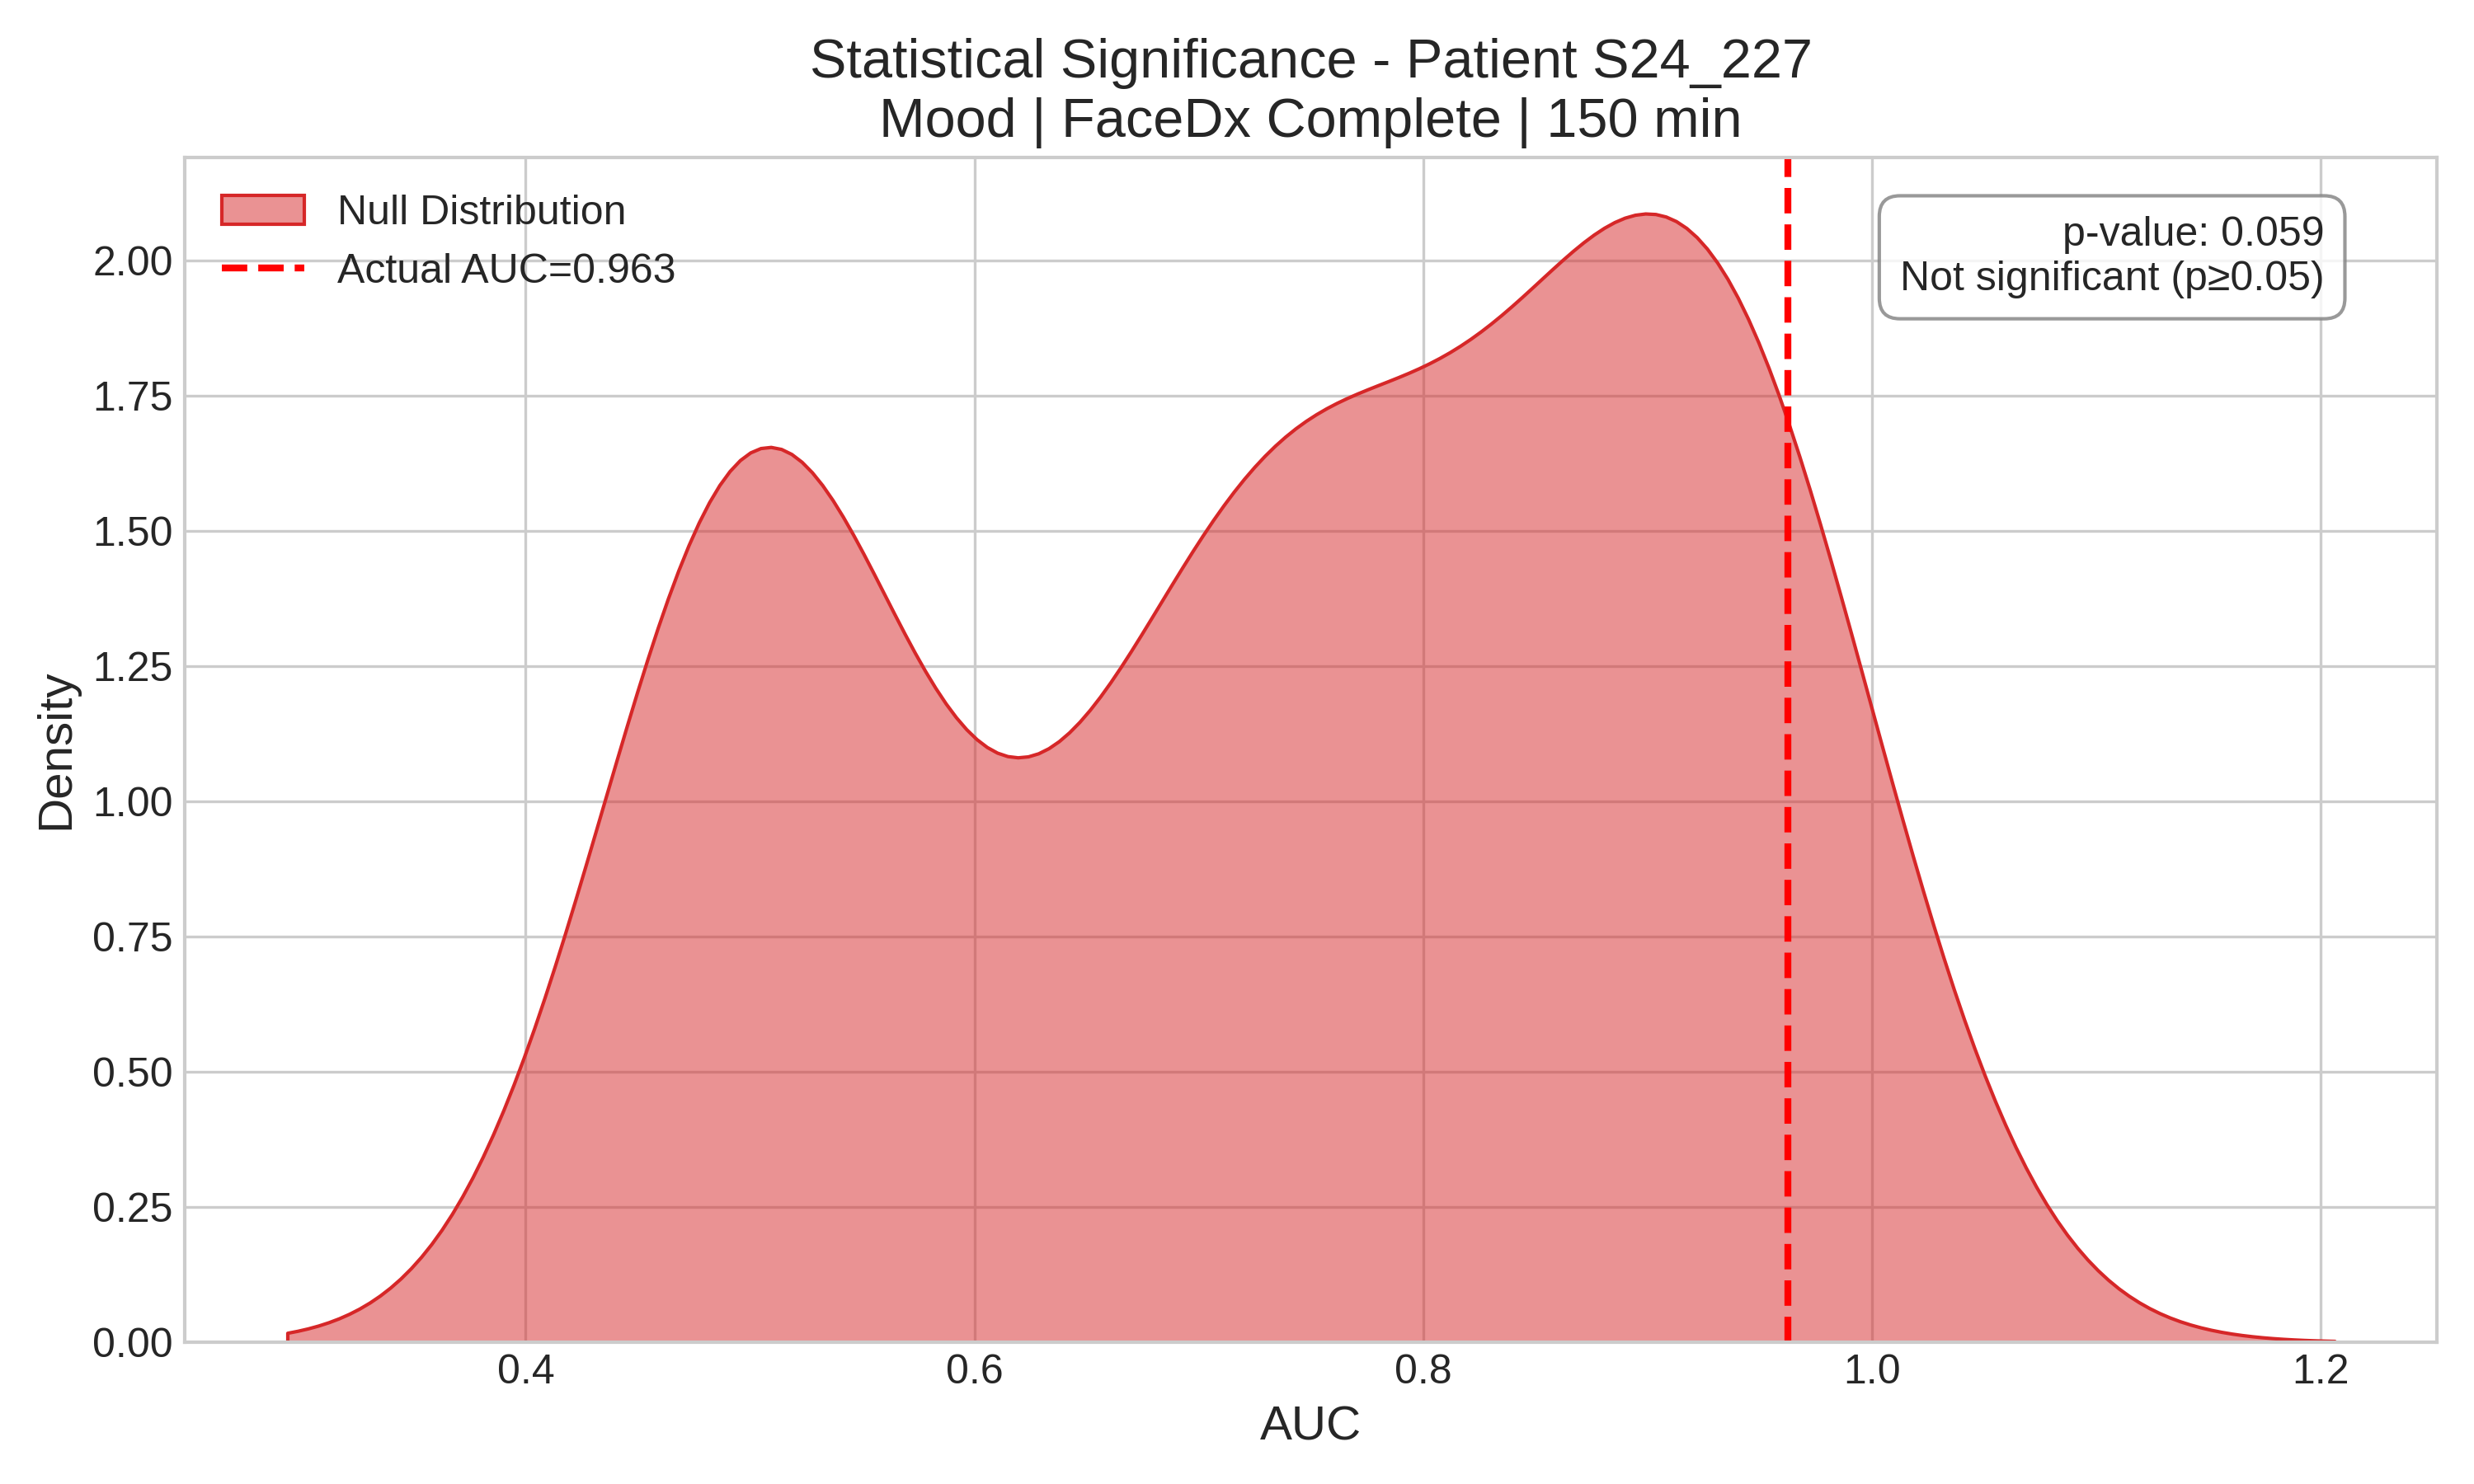 Statistical Significance - Patient S24_227
Mood | FaceDx Complete | 150 min
Null Distribution
Actual AUC=0.963
p-value: 0.059
Not significant (p≥0.05)
2.00
1.75
1.50
1.25
1.00
0.75
0.50
0.25
0.00
Density
0.4
0.6
0.8
1.0
1.2
AUC